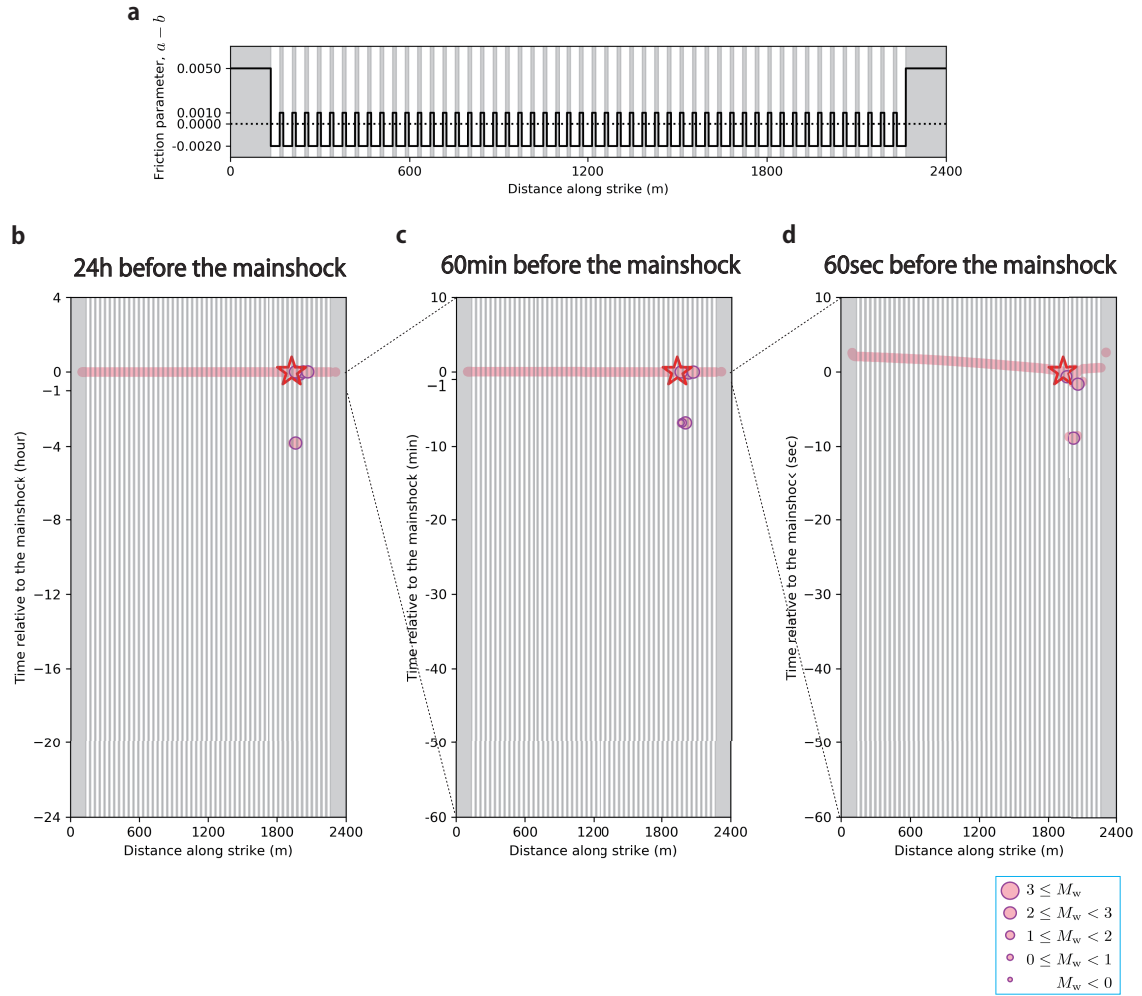 a
Friction parameter, a − b
0.0050
0.0010
0.0000
-0.0020
0 600 1200 1800 2400
Distance along strike (m)
b c d
24h before the mainshock 60min before the mainshock 60sec before the mainshock
4 10 10
0 0 0
−1 −1
−4 −10 −10
−8 -20 −20
−12 -30 −30
−16 -40 −40
−20 -50 −50
−24 -60 −60
Time relative to the mainshock (hour)
Time relative to the mainshock (min)
Time relative to the mainshock (sec)
0 600 1200 1800 2400 0 600 1200 1800 2400 0 600 1200 1800 2400
Distance along strike (m) Distance along strike (m) Distance along strike (m)
3 ≤ Mw
2 ≤ Mw < 3
1 ≤ Mw < 2
0 ≤ Mw < 1
Mw < 0